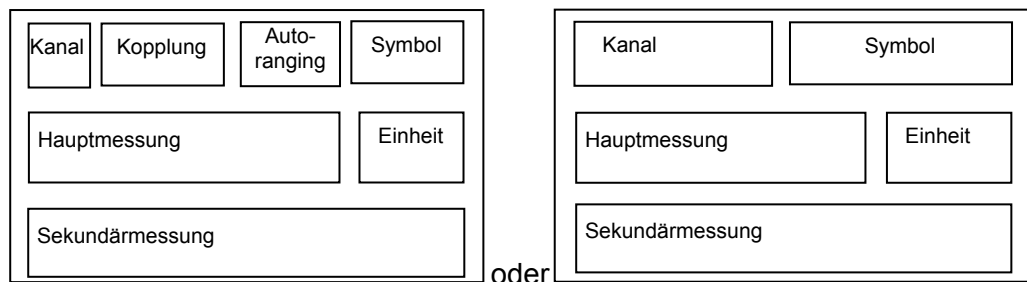 Kanal
Kopplung
Auto-
ranging
Symbol
Hauptmessung
Einheit
Sekundärmessung
oder
Kanal
Symbol
Hauptmessung
Einheit
Sekundärmessung